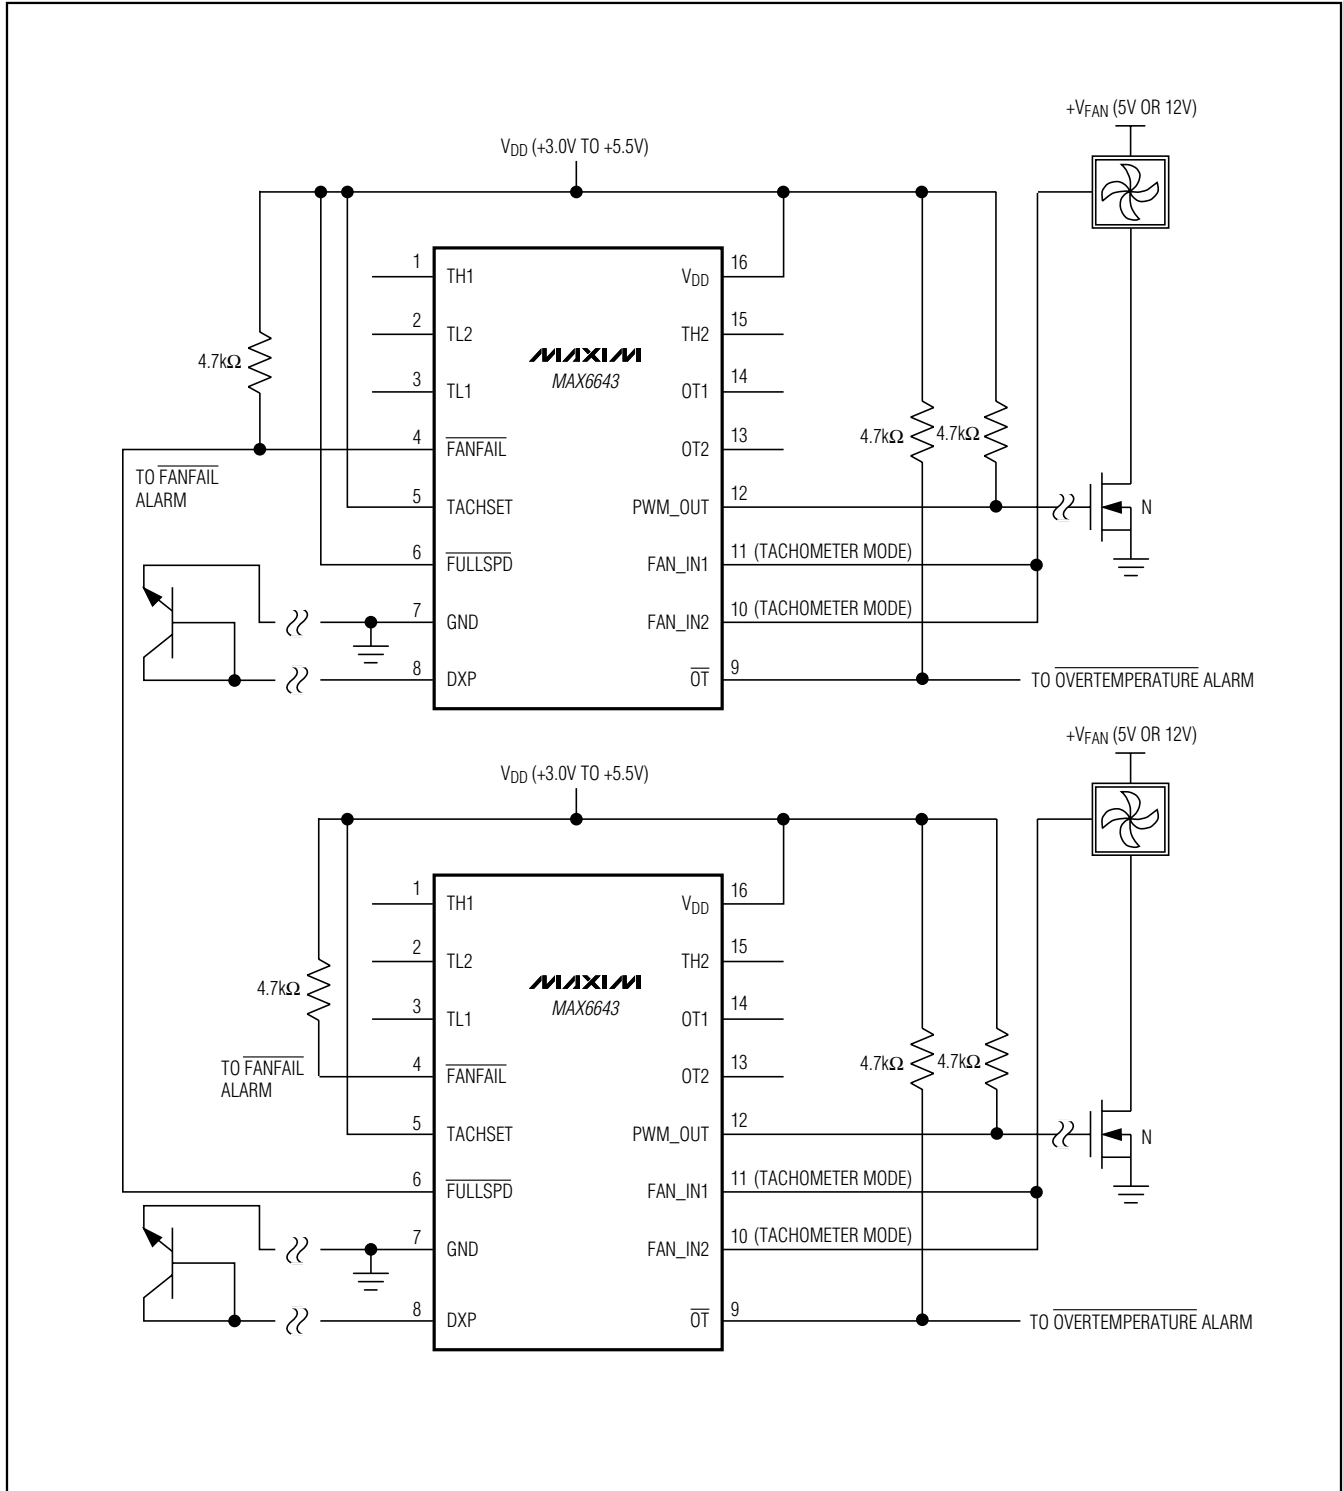 +VFAN (5V OR 12V)
VDD (+3.0V TO +5.5V)
1
TH1
VDD
16
2
TL2
TH2
15
4.7kΩ
MAXIM
MAX6643
3
TL1
OT1
14
4
FANFAIL
OT2
13
4.7kΩ
4.7kΩ
TO FANFAIL
ALARM
5
TACHSET
PWM_OUT
12
N
6
FULLSPD
FAN_IN1
11 (TACHOMETER MODE)
7
GND
FAN_IN2
10 (TACHOMETER MODE)
8
DXP
OT
9
TO OVERTEMPERATURE ALARM
+VFAN (5V OR 12V)
VDD (+3.0V TO +5.5V)
1
TH1
VDD
16
2
TL2
TH2
15
4.7kΩ
MAXIM
MAX6643
3
TL1
OT1
14
4
FANFAIL
OT2
13
4.7kΩ
4.7kΩ
TO FANFAIL
ALARM
5
TACHSET
PWM_OUT
12
N
6
FULLSPD
FAN_IN1
11 (TACHOMETER MODE)
7
GND
FAN_IN2
10 (TACHOMETER MODE)
8
DXP
OT
9
TO OVERTEMPERATURE ALARM